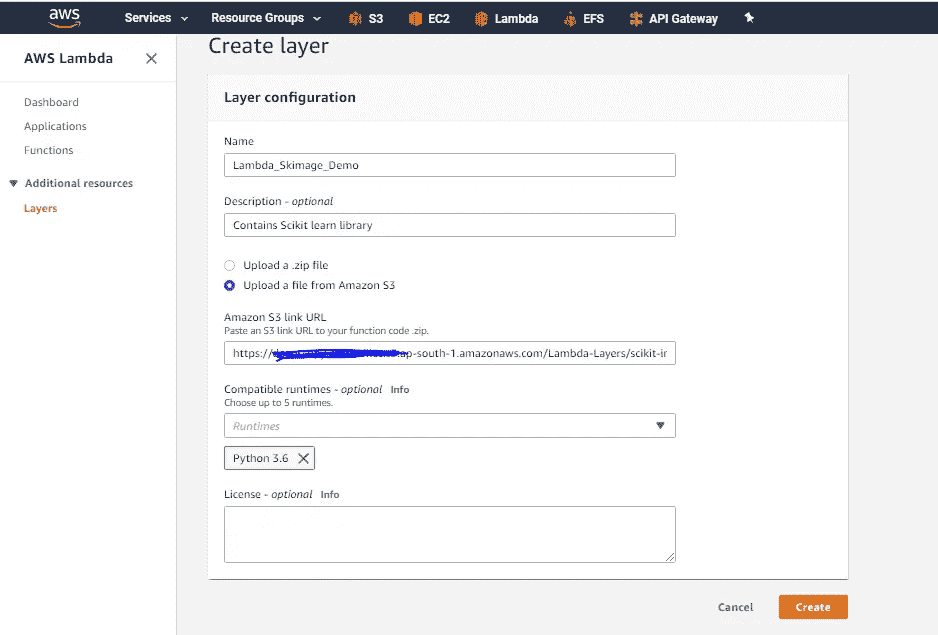 aws Services Resource Groups S3 EC2 Lambda EFS API Gateway
AWS Lambda
Dashboard
Applications
Functions
Additional resources
Layers
Create layer
Layer configuration
Name
Lambda_Skimage_Demo
Description - optional
Contains Scikit learn library
Upload a .zip file
Upload a file from Amazon S3
Amazon S3 link URL
Paste an S3 link URL to your function code .zip.
https:// ap-south-1.amazonaws.com/Lambda-Layers/scikit-ir
Compatible runtimes - optional Info
Choose up to 5 runtimes.
Runtimes
Python 3.6
License - optional Info
Cancel Create